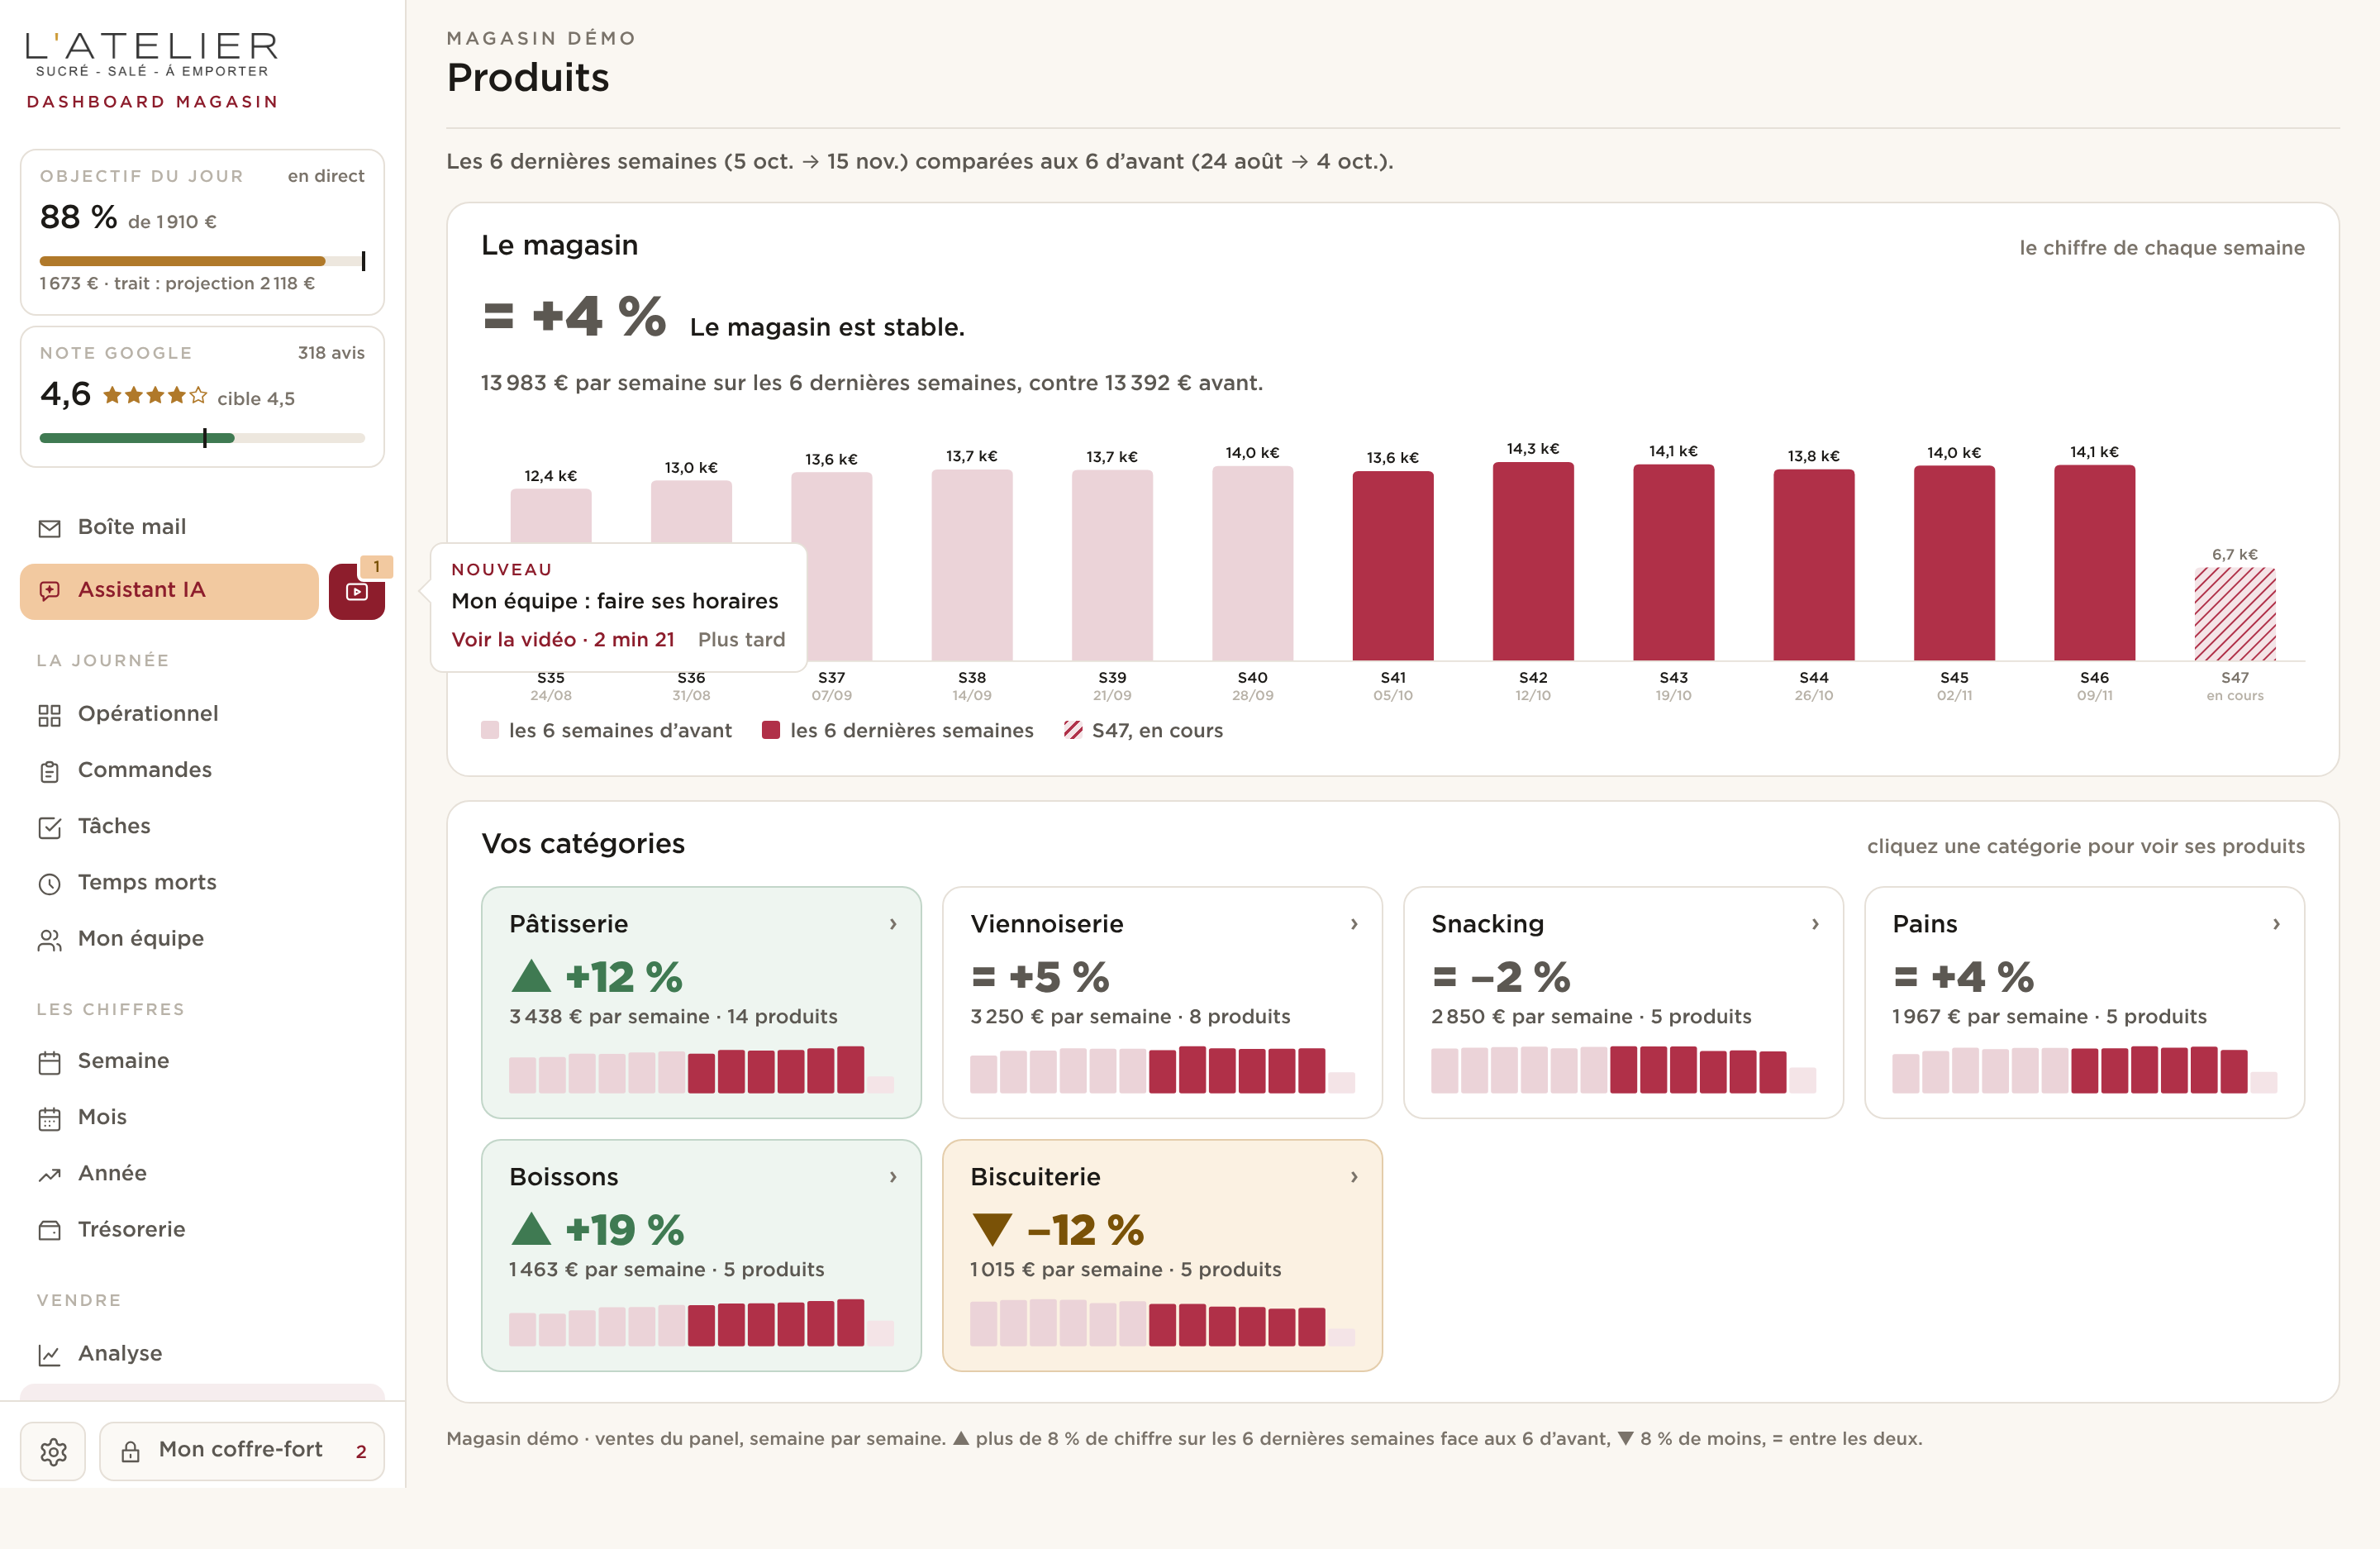 L'ATELIER
SUCRÉ - SALÉ - Á EMPORTER
DASHBOARD MAGASIN
OBJECTIF DU JOUR en direct
88 % de 1 910 €
1 673 € · trait : projection 2 118 €
NOTE GOOGLE 318 avis
4,6 ★★★★☆ cible 4,5
Boîte mail
Assistant IA 1
LA JOURNÉE
Opérationnel
Commandes
Tâches
Temps morts
Mon équipe
LES CHIFFRES
Semaine
Mois
Année
Trésorerie
VENDRE
Analyse
Mon coffre-fort 2
MAGASIN DÉMO
Produits
Les 6 dernières semaines (5 oct. → 15 nov.) comparées aux 6 d’avant (24 août → 4 oct.).
Le magasin le chiffre de chaque semaine
= +4 % Le magasin est stable.
13 983 € par semaine sur les 6 dernières semaines, contre 13 392 € avant.
12,4 k€ 13,0 k€ 13,6 k€ 13,7 k€ 13,7 k€ 14,0 k€ 13,6 k€ 14,3 k€ 14,1 k€ 13,8 k€ 14,0 k€ 14,1 k€ 6,7 k€
NOUVEAU
Mon équipe : faire ses horaires
Voir la vidéo · 2 min 21 Plus tard
S35 S36 S37 S38 S39 S40 S41 S42 S43 S44 S45 S46 S47
24/08 31/08 07/09 14/09 21/09 28/09 05/10 12/10 19/10 26/10 02/11 09/11 en cours
les 6 semaines d’avant les 6 dernières semaines S47, en cours
Vos catégories cliquez une catégorie pour voir ses produits
Pâtisserie ›
▲ +12 %
3 438 € par semaine · 14 produits
Viennoiserie ›
= +5 %
3 250 € par semaine · 8 produits
Snacking ›
= −2 %
2 850 € par semaine · 5 produits
Pains ›
= +4 %
1 967 € par semaine · 5 produits
Boissons ›
▲ +19 %
1 463 € par semaine · 5 produits
Biscuiterie ›
▼ −12 %
1 015 € par semaine · 5 produits
Magasin démo · ventes du panel, semaine par semaine. ▲ plus de 8 % de chiffre sur les 6 dernières semaines face aux 6 d’avant, ▼ 8 % de moins, = entre les deux.